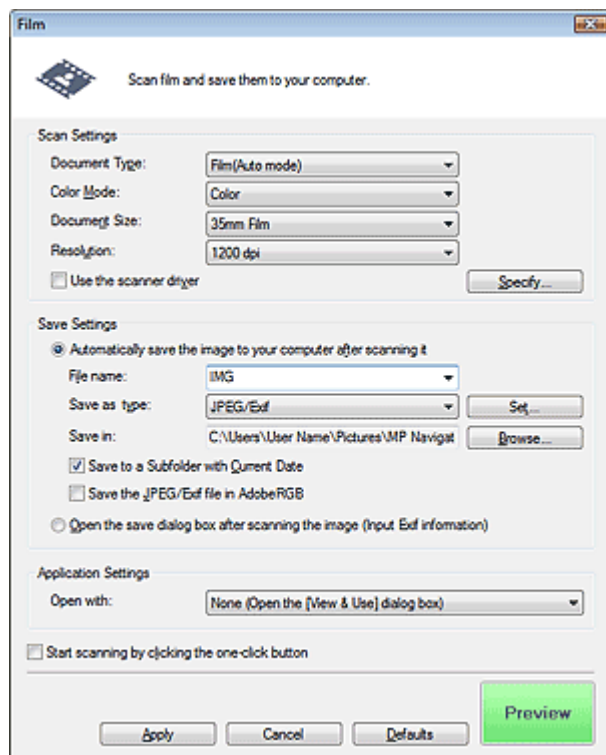 Film
Scan film and save them to your computer.
Scan Settings
Document Type: Film(Auto mode)
Color Mode: Color
Document Size: 35mm Film
Resolution: 1200 dpi
Use the scanner driver Specify...
Save Settings
Automatically save the image to your computer after scanning it
File name: IMG
Save as type: JPEG/Exif Set...
Save in: C:\Users\User Name\Pictures\MP Navigat Browse...
Save to a Subfolder with Current Date
Save the JPEG/Exif file in AdobeRGB
Open the save dialog box after scanning the image (Input Exif information)
Application Settings
Open with: None (Open the [View & Use] dialog box)
Start scanning by clicking the one-click button
Preview
Apply Cancel Defaults